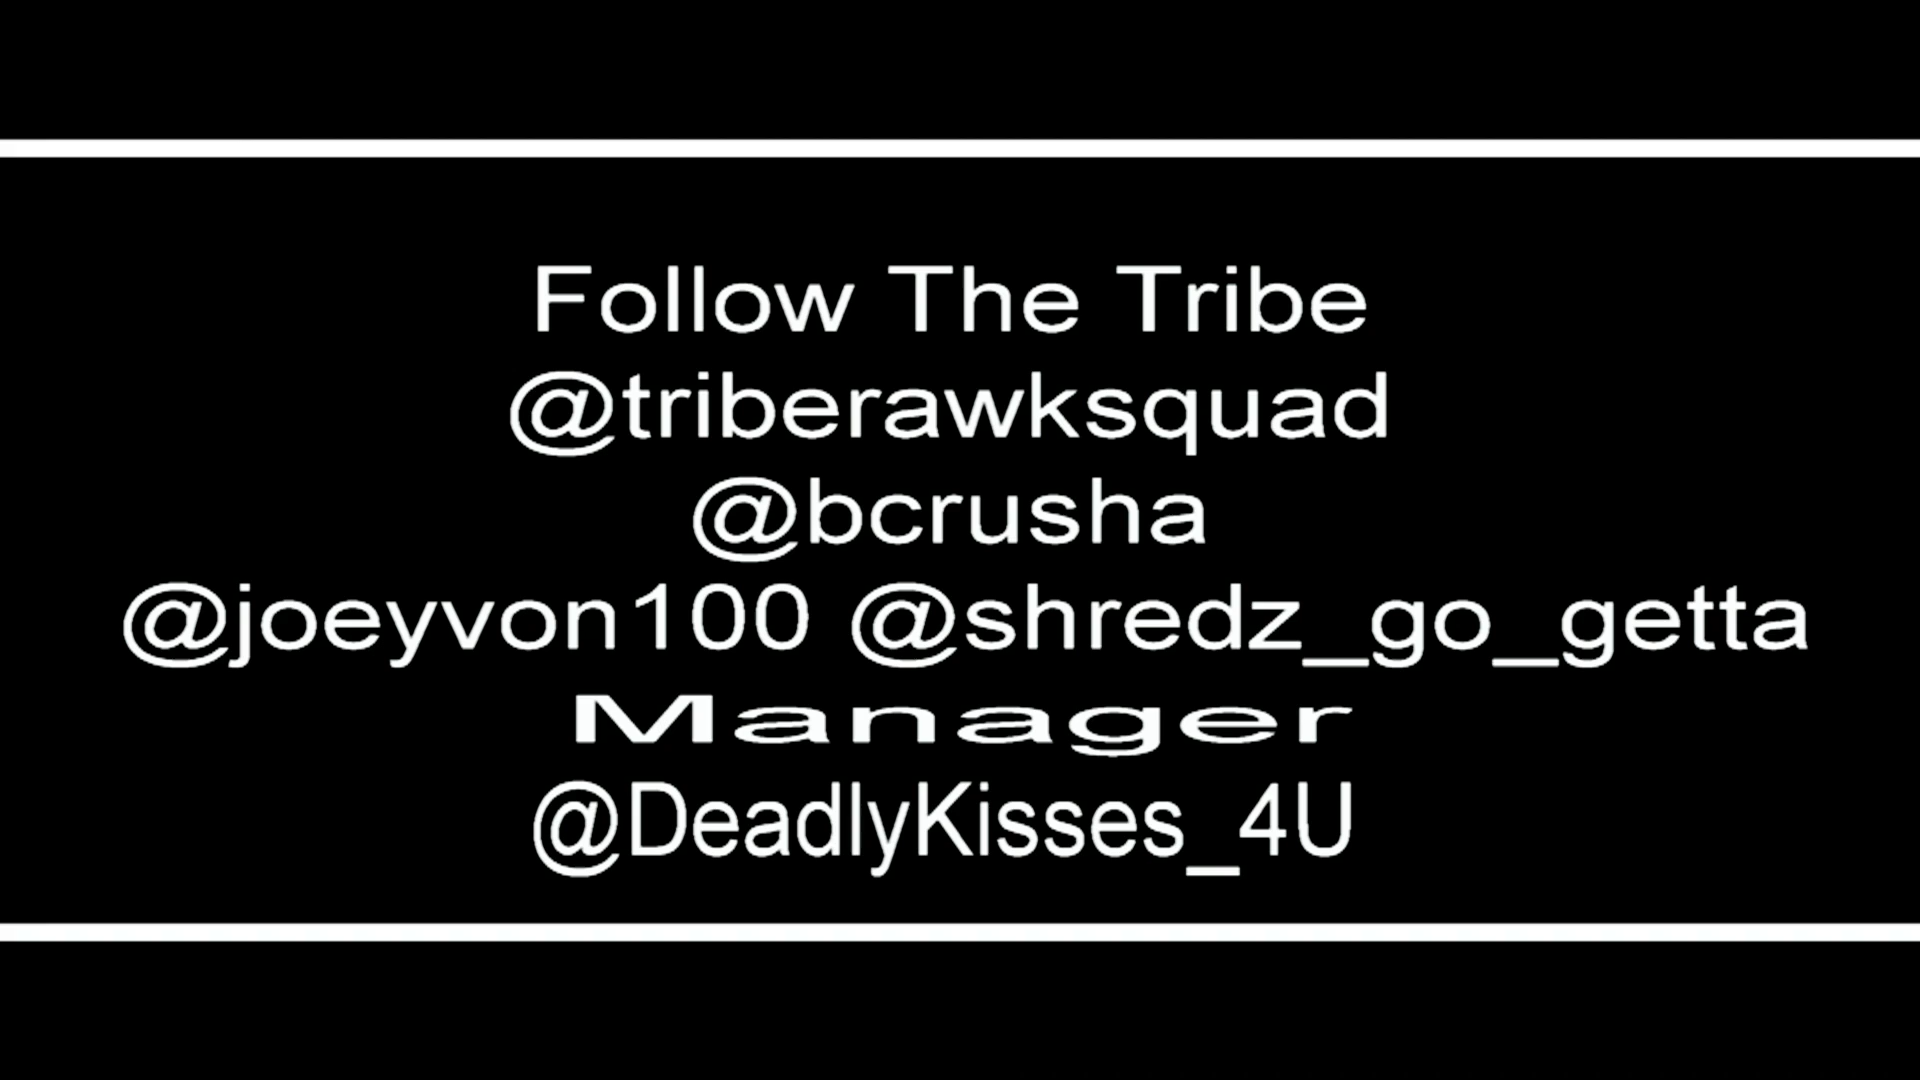 Follow The Tribe
@triberawksquad
@bcrusha
@joeyvon100 @shredz_go_getta
Manager
@DeadlyKisses_4U